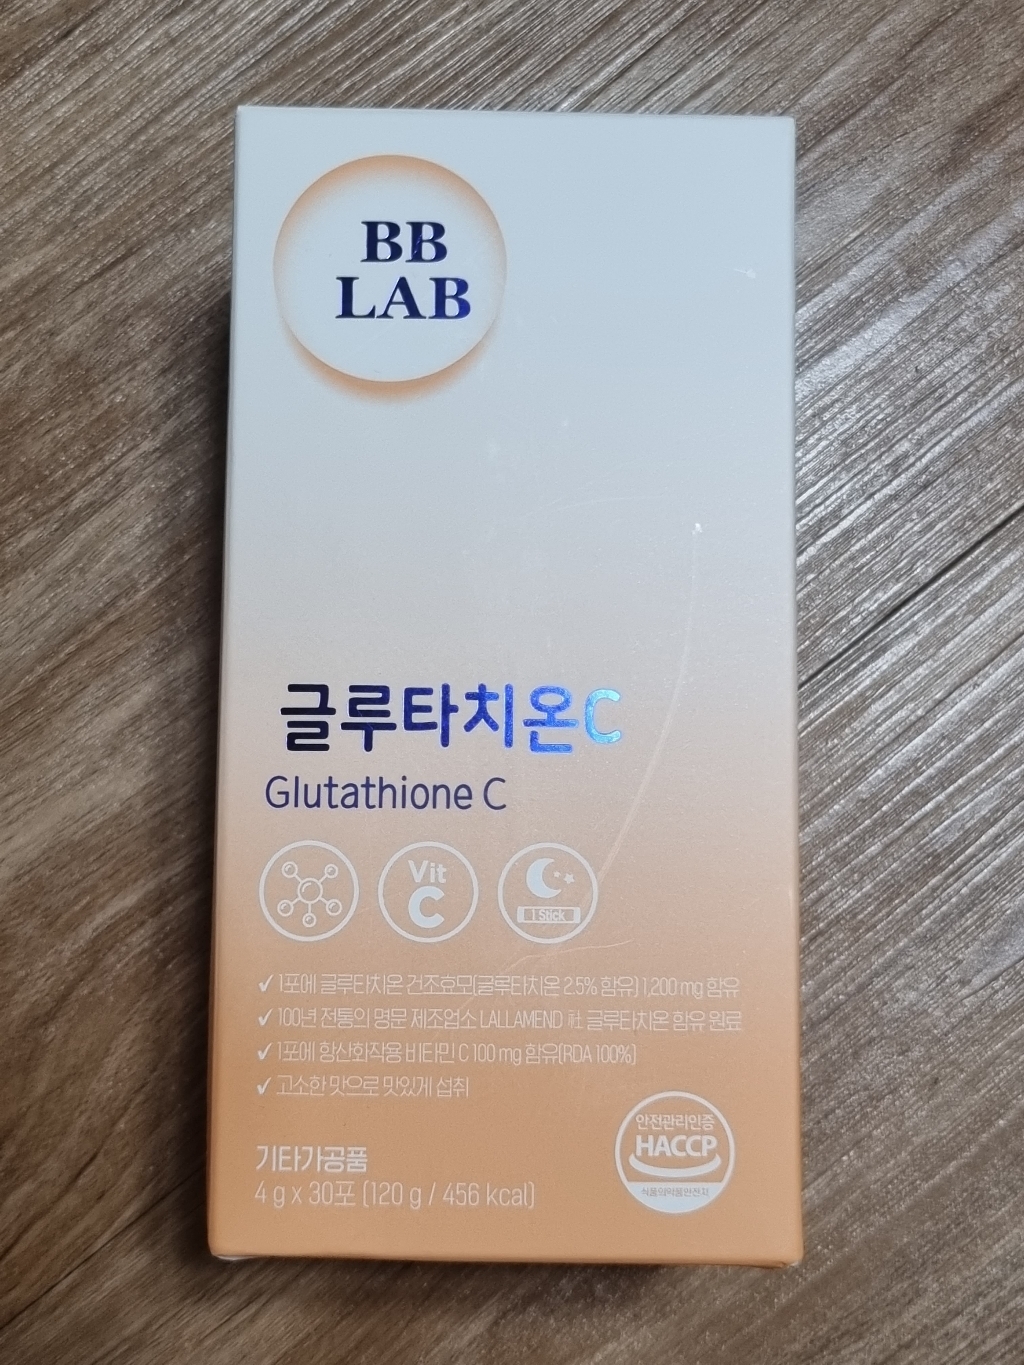 BB
LAB
글루타치온C
Glutathione C
Vit
C
1 Stick
✓ 1포에 글루타치온 건조효모(글루타치온 2.5% 함유) 1,200 mg 함유
✓ 100년 전통의 명문 제조업소 LALLAMEND 社 글루타치온 함유 원료
✓ 1포에 항산화작용 비타민 C 100 mg 함유(RDA 100%)
✓ 고소한 맛으로 맛있게 섭취
기타가공품
4 g x 30포 (120 g / 456 kcal)
안전관리인증
HACCP
식품의약품안전처